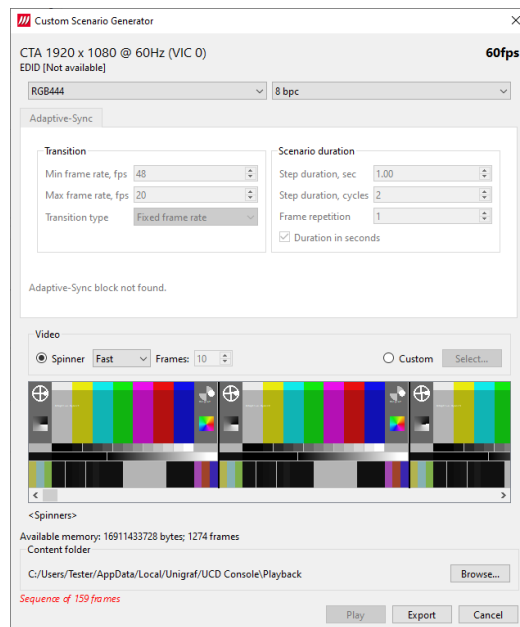 Custom Scenario Generator
CTA 1920 x 1080 @ 60Hz (VIC 0)
60fps
EDID [Not available]
RGB444
8 bpc
Adaptive-Sync
Transition
Min frame rate, fps 48
Max frame rate, fps 20
Transition type Fixed frame rate
Scenario duration
Step duration, sec 1.00
Step duration, cycles 2
Frame repetition 1
Duration in seconds
Adaptive-Sync block not found.
Video
Spinner Fast Frames: 10
Custom Select...
<Spinners>
Available memory: 16911433728 bytes; 1274 frames
Content folder
C:/Users/Tester/AppData/Local/Unigraf/UCD Console\Playback
Browse...
Sequence of 159 frames
Play Export Cancel